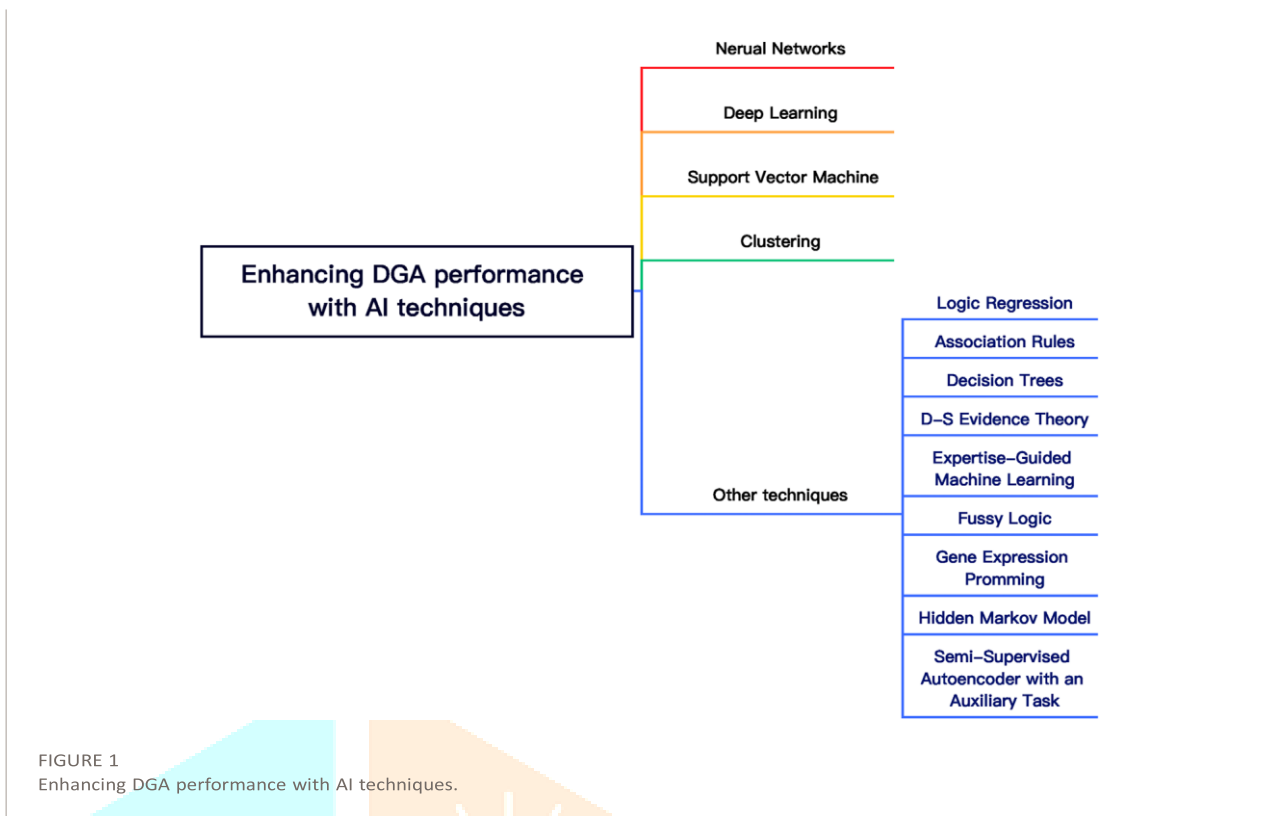 Nerual Networks
Deep Learning
Support Vector Machine
Clustering
Enhancing DGA performance
with AI techniques
Other techniques
Logic Regression
Association Rules
Decision Trees
D–S Evidence Theory
Expertise–Guided
Machine Learning
Fussy Logic
Gene Expression
Promming
Hidden Markov Model
Semi–Supervised
Autoencoder with an
Auxiliary Task
FIGURE 1
Enhancing DGA performance with AI techniques.